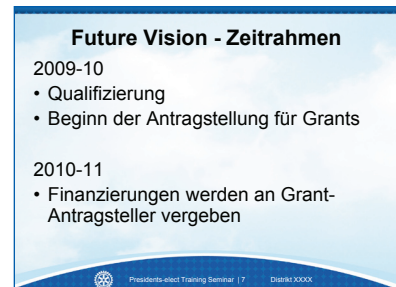 Future Vision - Zeitrahmen
2009-10
• Qualifizierung
• Beginn der Antragstellung für Grants
2010-11
• Finanzierungen werden an Grant-
Antragsteller vergeben
Presidents-elect Training Seminar | 7 Distrikt XXXX